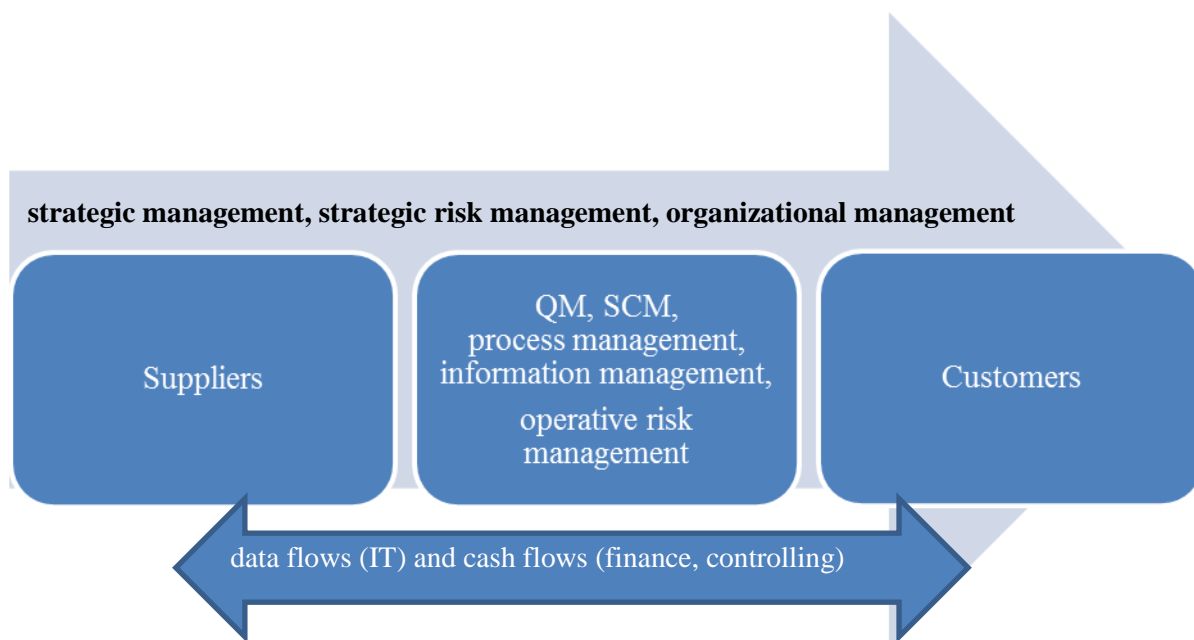 strategic management, strategic risk management, organizational management
Suppliers
QM, SCM,
process management,
information management,
operative risk
management
Customers
data flows (IT) and cash flows (finance, controlling)